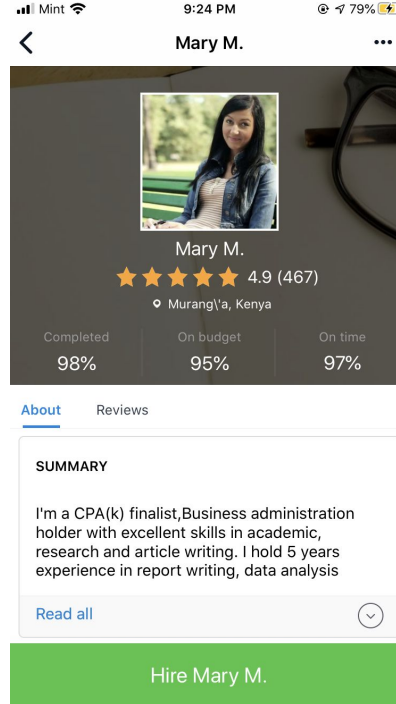 Mint 9:24 PM 79%
Mary M.
Mary M.
4.9 (467)
Murang\'a, Kenya
Completed On budget On time
98% 95% 97%
About Reviews
SUMMARY
I'm a CPA(k) finalist,Business administration
holder with excellent skills in academic,
research and article writing. I hold 5 years
experience in report writing, data analysis
Read all
Hire Mary M.